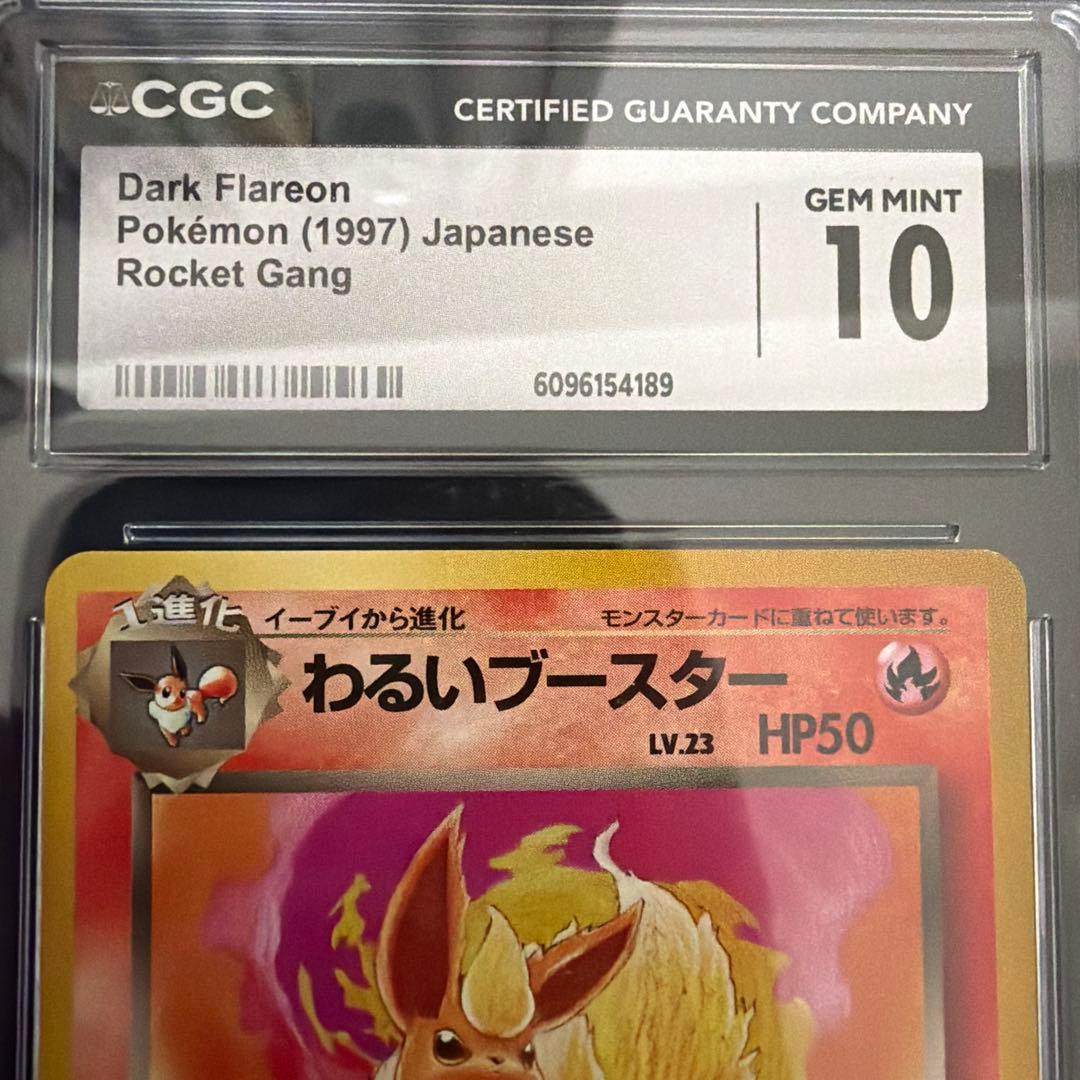 CGC
CERTIFIED GUARANTY COMPANY
Dark Flareon
Pokémon (1997) Japanese
Rocket Gang
GEM MINT
10
6096154189
1進化
イーブイから進化
モンスターカードに重ねて使います。
わるいブースター
LV.23 HP50